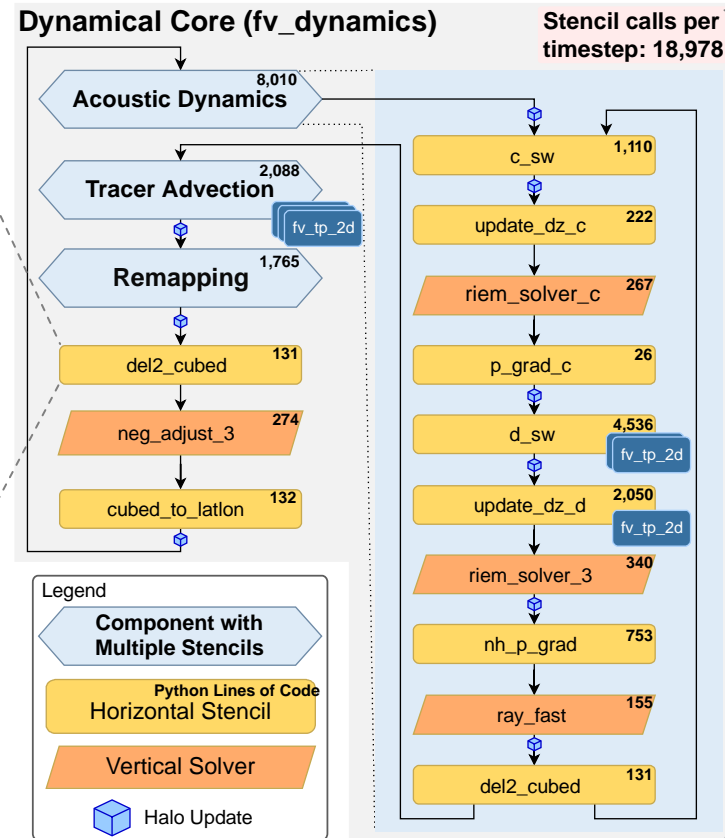 Dynamical Core (fv_dynamics)
Stencil calls per
timestep: 18,978
8,010
Acoustic Dynamics
2,088
Tracer Advection
fv_tp_2d
1,765
Remapping
131
del2_cubed
274
neg_adjust_3
132
cubed_to_latlon
1,110
c_sw
222
update_dz_c
267
riem_solver_c
26
p_grad_c
4,536
d_sw
fv_tp_2d
2,050
update_dz_d
fv_tp_2d
340
riem_solver_3
753
nh_p_grad
155
ray_fast
131
del2_cubed
Legend
Component with
Multiple Stencils
Python Lines of Code
Horizontal Stencil
Vertical Solver
Halo Update